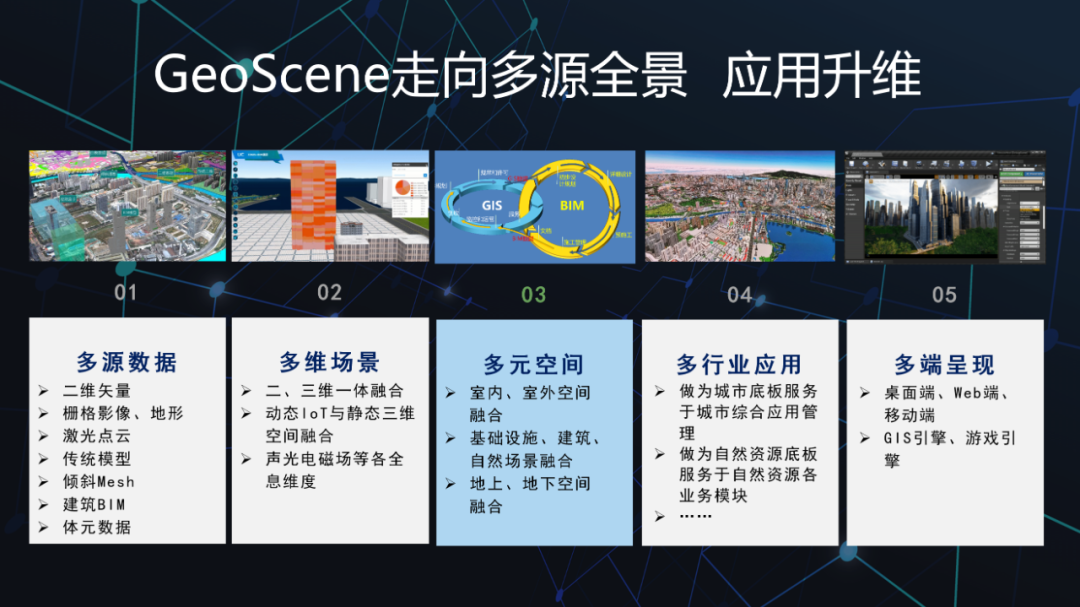 GeoScene走向多源全景 应用升维
GIS
BIM
01
02
03
04
05
多源数据
➢ 二维矢量
➢ 栅格影像、地形
➢ 激光点云
➢ 传统模型
➢ 倾斜Mesh
➢ 建筑BIM
➢ 体元数据
多维场景
➢ 二、三维一体融合
➢ 动态IoT与静态三维
空间融合
➢ 声光电磁场等各全
息维度
多元空间
➢ 室内、室外空间
融合
➢ 基础设施、建筑、
自然场景融合
➢ 地上、地下空间
融合
多行业应用
➢ 做为城市底板服务
于城市综合应用管
理
➢ 做为自然资源底板
服务于自然资源各
业务模块
➢ ……
多端呈现
➢ 桌面端、Web端、
移动端
➢ GIS引擎、游戏引
擎